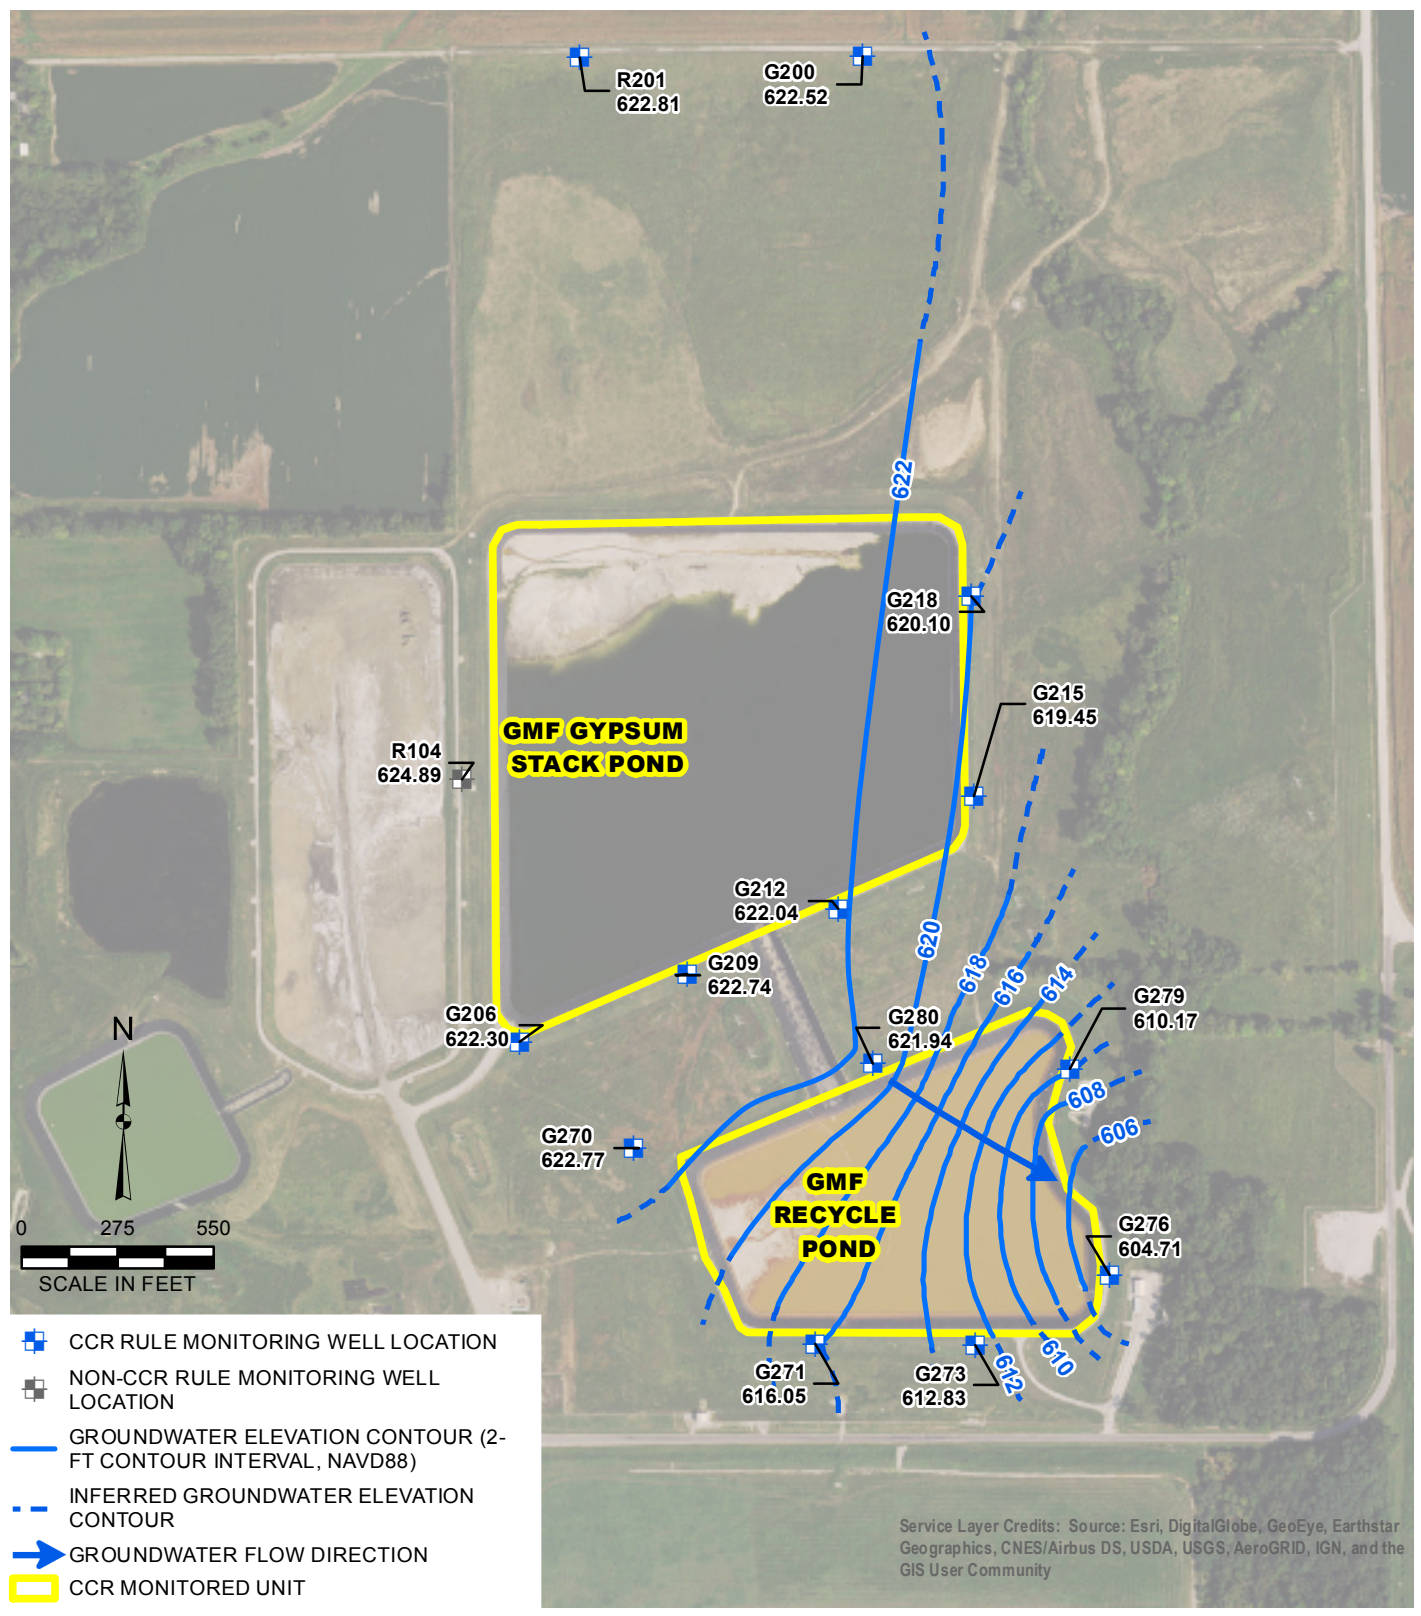 R201
622.81
G200
622.52
622
G218
620.10
G215
619.45
R104
624.89
GMF GYPSUM
STACK POND
G212
622.04
G209
622.74
G206
622.30
620
618
616
614
G279
610.17
G280
621.94
608
606
G270
622.77
GMF
RECYCLE
POND
G276
604.71
G271
616.05
G273
612.83
612
610
N
0 275 550
SCALE IN FEET
CCR RULE MONITORING WELL LOCATION
NON-CCR RULE MONITORING WELL
LOCATION
GROUNDWATER ELEVATION CONTOUR (2-
FT CONTOUR INTERVAL, NAVD88)
INFERRED GROUNDWATER ELEVATION
CONTOUR
GROUNDWATER FLOW DIRECTION
CCR MONITORED UNIT
Service Layer Credits: Source: Esri, DigitalGlobe, GeoEye, Earthstar
Geographics, CNES/Airbus DS, USDA, USGS, AeroGRID, IGN, and the
GIS User Community